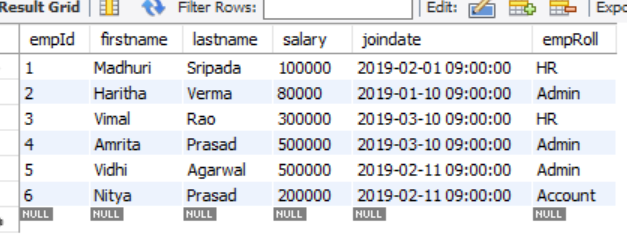 Result Grid Filter Rows: Edit:
empId firstname lastname salary joindate empRoll
1 Madhuri Sripada 100000 2019-02-01 09:00:00 HR
2 Haritha Verma 80000 2019-01-10 09:00:00 Admin
3 Vimal Rao 300000 2019-03-10 09:00:00 HR
4 Amrita Prasad 500000 2019-03-10 09:00:00 Admin
5 Vidhi Agarwal 500000 2019-02-11 09:00:00 Admin
6 Nitya Prasad 200000 2019-02-11 09:00:00 Account
NULL NULL NULL NULL NULL NULL